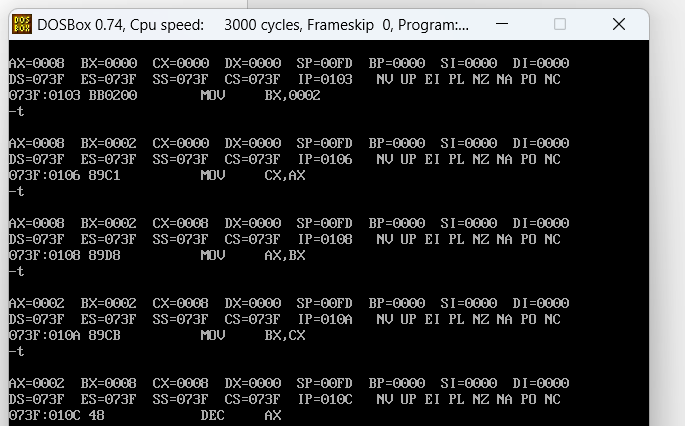 DOS BOX DOSBox 0.74, Cpu speed: 3000 cycles, Frameskip 0, Program:...
AX=0008 BX=0000 CX=0000 DX=0000 SP=00FD BP=0000 SI=0000 DI=0000
DS=073F ES=073F SS=073F CS=073F IP=0103 NV UP EI PL NZ NA PO NC
073F:0103 BB0200 MOV BX,0002
-t
AX=0008 BX=0002 CX=0000 DX=0000 SP=00FD BP=0000 SI=0000 DI=0000
DS=073F ES=073F SS=073F CS=073F IP=0106 NV UP EI PL NZ NA PO NC
073F:0106 89C1 MOV CX,AX
-t
AX=0008 BX=0002 CX=0008 DX=0000 SP=00FD BP=0000 SI=0000 DI=0000
DS=073F ES=073F SS=073F CS=073F IP=0108 NV UP EI PL NZ NA PO NC
073F:0108 89D8 MOV AX,BX
-t
AX=0002 BX=0002 CX=0008 DX=0000 SP=00FD BP=0000 SI=0000 DI=0000
DS=073F ES=073F SS=073F CS=073F IP=010A NV UP EI PL NZ NA PO NC
073F:010A 89CB MOV BX,CX
-t
AX=0002 BX=0008 CX=0008 DX=0000 SP=00FD BP=0000 SI=0000 DI=0000
DS=073F ES=073F SS=073F CS=073F IP=010C NV UP EI PL NZ NA PO NC
073F:010C 48 DEC AX